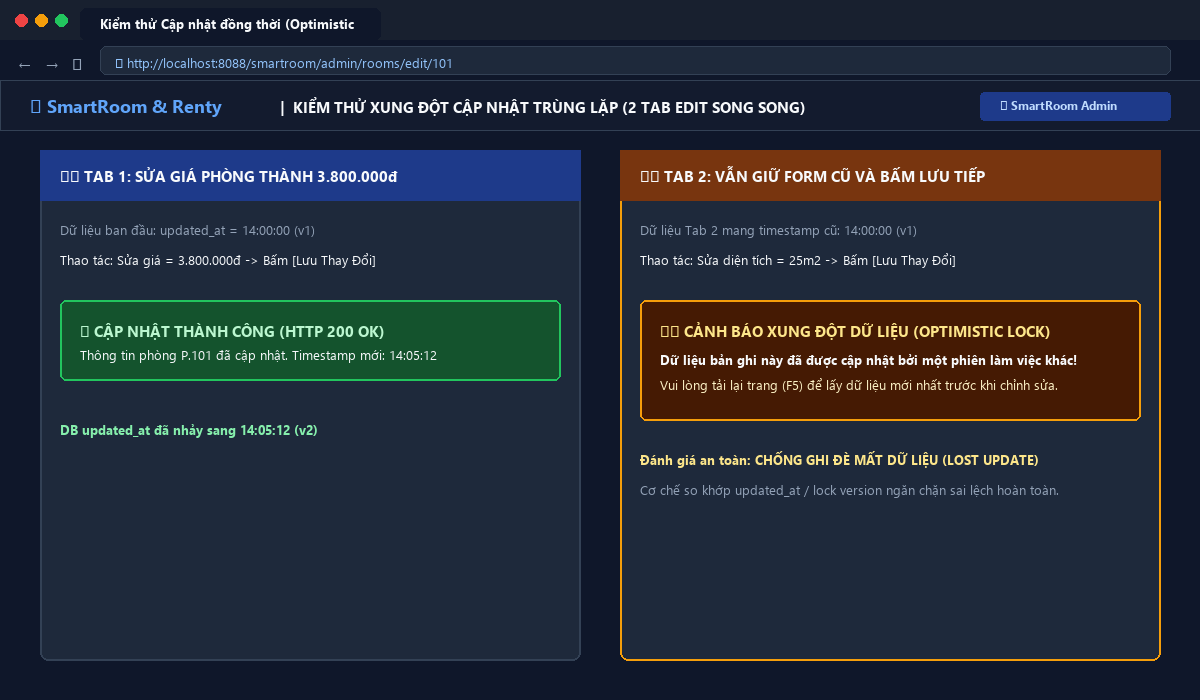 Kiểm thử Cập nhật đồng thời (Optimistic
http://localhost:8088/smartroom/admin/rooms/edit/101
SmartRoom & Renty
| KIỂM THỬ XUNG ĐỘT CẬP NHẬT TRÙNG LẶP (2 TAB EDIT SONG SONG)
SmartRoom Admin
TAB 1: SỬA GIÁ PHÒNG THÀNH 3.800.000đ
Dữ liệu ban đầu: updated_at = 14:00:00 (v1)
Thao tác: Sửa giá = 3.800.000đ -> Bấm [Lưu Thay Đổi]
CẬP NHẬT THÀNH CÔNG (HTTP 200 OK)
Thông tin phòng P.101 đã cập nhật. Timestamp mới: 14:05:12
DB updated_at đã nhảy sang 14:05:12 (v2)
TAB 2: VẪN GIỮ FORM CŨ VÀ BẤM LƯU TIẾP
Dữ liệu Tab 2 mang timestamp cũ: 14:00:00 (v1)
Thao tác: Sửa diện tích = 25m2 -> Bấm [Lưu Thay Đổi]
CẢNH BÁO XUNG ĐỘT DỮ LIỆU (OPTIMISTIC LOCK)
Dữ liệu bản ghi này đã được cập nhật bởi một phiên làm việc khác!
Vui lòng tải lại trang (F5) để lấy dữ liệu mới nhất trước khi chỉnh sửa.
Đánh giá an toàn: CHỐNG GHI ĐÈ MẤT DỮ LIỆU (LOST UPDATE)
Cơ chế so khớp updated_at / lock version ngăn chặn sai lệch hoàn toàn.